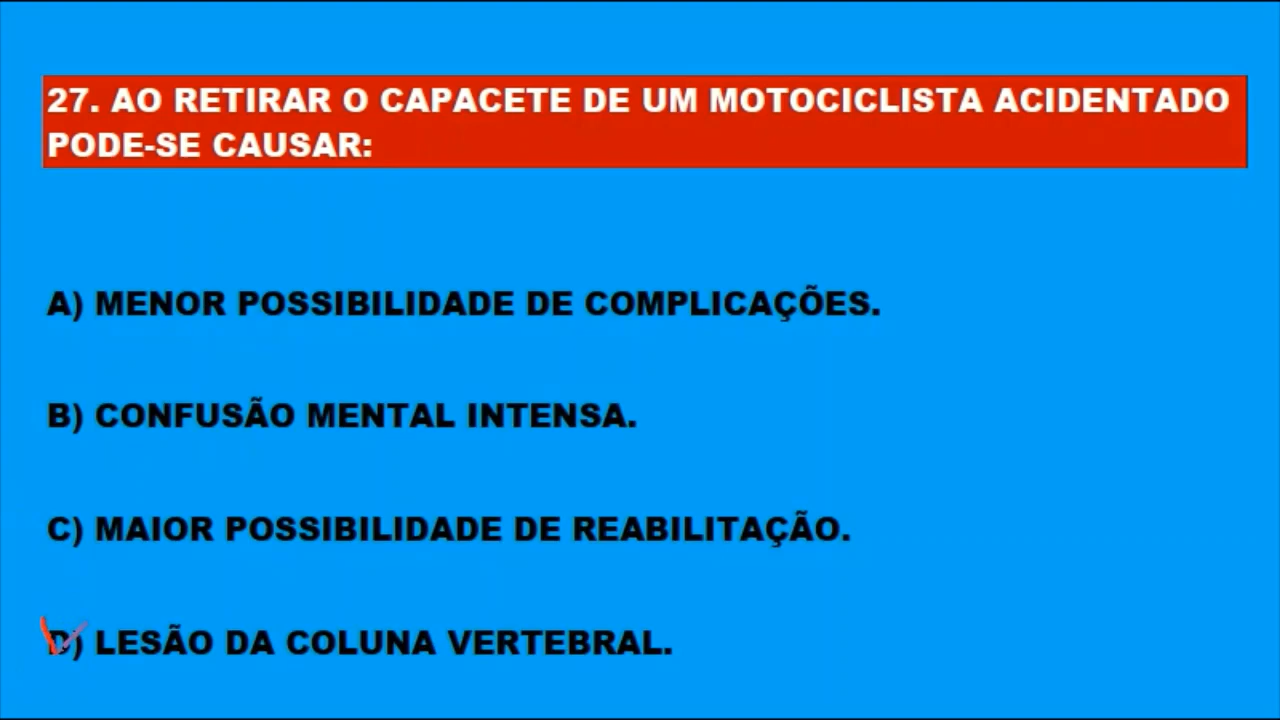 27. AO RETIRAR O CAPACETE DE UM MOTOCICLISTA ACIDENTADO
PODE-SE CAUSAR:
A) MENOR POSSIBILIDADE DE COMPLICAÇÕES.
B) CONFUSÃO MENTAL INTENSA.
C) MAIOR POSSIBILIDADE DE REABILITAÇÃO.
D) LESÃO DA COLUNA VERTEBRAL.